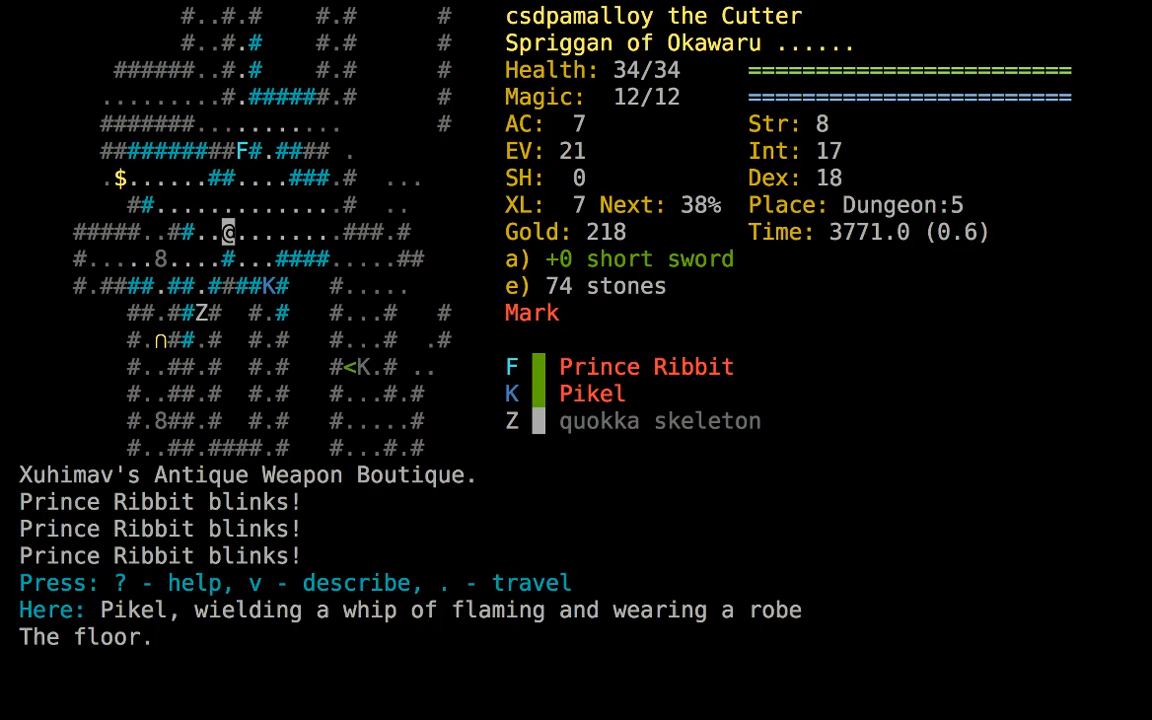 #..#.#    #.#      #   csdpamalloy the Cutter
#..#.#    #.#      #   Spriggan of Okawaru ......
######..#.#    #.#      #   Health: 34/34   ========================
.........#.######.#      #   Magic:  12/12   ========================
#######...........       #   AC:  7   Str: 8
##########F#.#### .   EV: 21   Int: 17
.$......##....###.#  ...   SH:  0   Dex: 18
##..............#  ..   XL:  7 Next: 38%  Place: Dungeon:5
#####..##..@........###.#   Gold: 218   Time: 3771.0 (0.6)
#.....8....#...####.....##   a) +0 short sword
#.####.##.####K#   #.....   e) 74 stones
##.##Z#  #.#   #...#   #   Mark
#.∩##.#  #.#   #...#  .#
#..##.#  #.#   #<K.# ..   F   Prince Ribbit
#..##.#  #.#   #...#.#   K   Pikel
#.8##.#  #.#   #.....#   Z   quokka skeleton
#..##.####.#   #...#.#
Xuhimav's Antique Weapon Boutique.
Prince Ribbit blinks!
Prince Ribbit blinks!
Prince Ribbit blinks!
Press: ? - help, v - describe, . - travel
Here: Pikel, wielding a whip of flaming and wearing a robe
The floor.